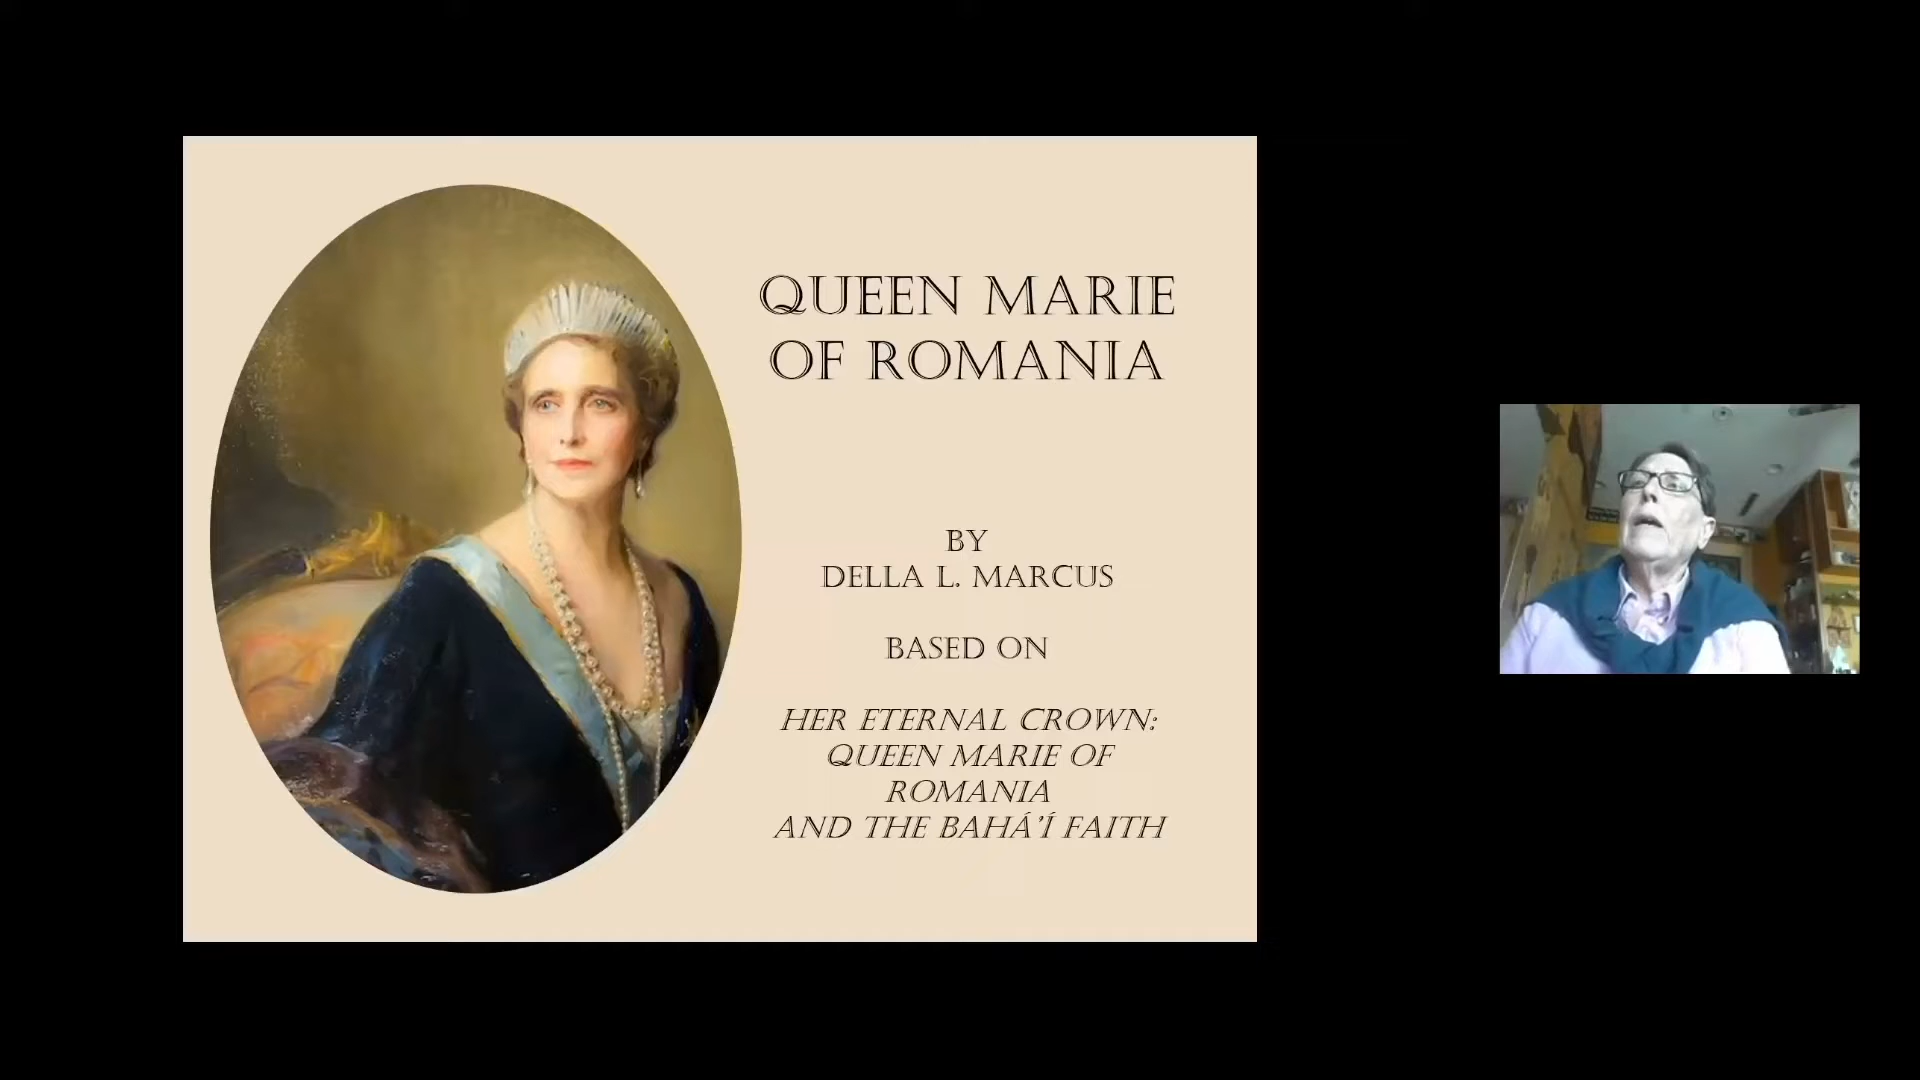 QUEEN MARIE
OF ROMANIA
BY
DELLA L. MARCUS
BASED ON
HER ETERNAL CROWN:
QUEEN MARIE OF
ROMANIA
AND THE BAHÁ’Í FAITH